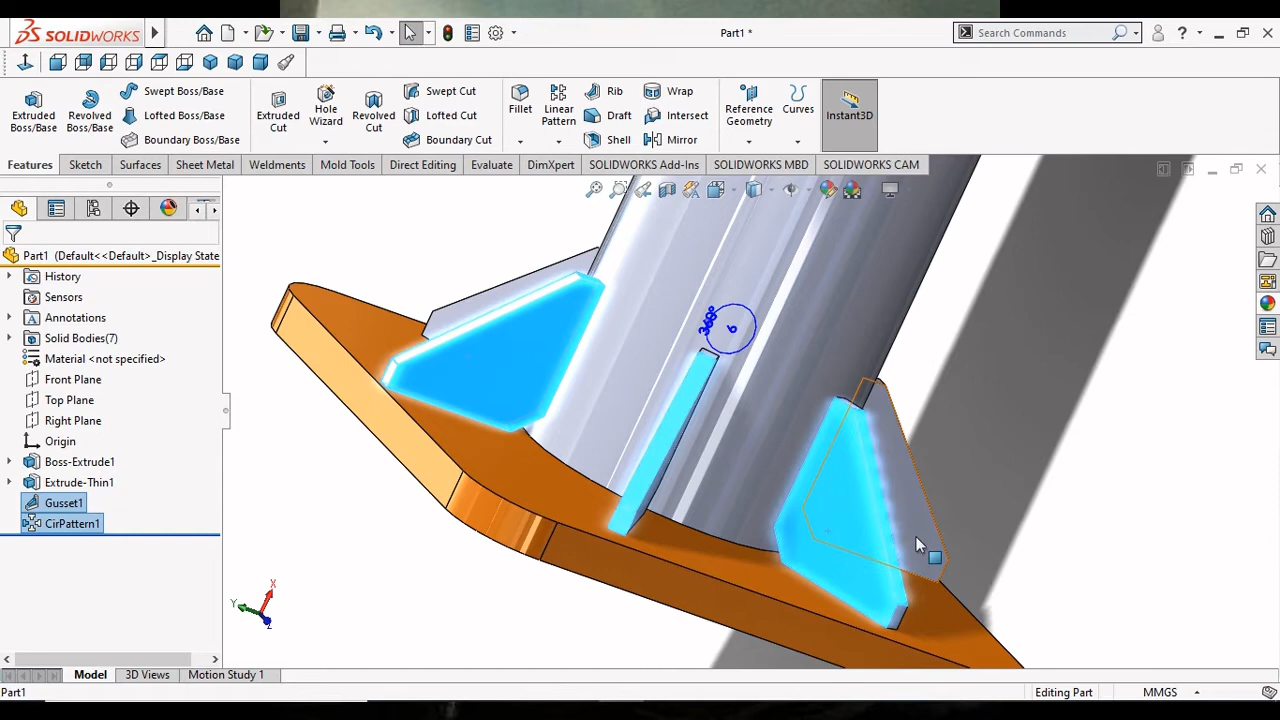 SOLIDWORKS
Part1 *
Search Commands
Extruded Boss/Base
Revolved Boss/Base
Swept Boss/Base
Lofted Boss/Base
Boundary Boss/Base
Extruded Cut
Hole Wizard
Revolved Cut
Swept Cut
Lofted Cut
Boundary Cut
Fillet
Linear Pattern
Rib
Draft
Shell
Wrap
Intersect
Mirror
Reference Geometry
Curves
Instant3D
Features Sketch Surfaces Sheet Metal Weldments Mold Tools Direct Editing Evaluate DimXpert SOLIDWORKS Add-Ins SOLIDWORKS MBD SOLIDWORKS CAM
Part1 (Default<<Default>_Display State
History
Sensors
Annotations
Solid Bodies(7)
Material <not specified>
Front Plane
Top Plane
Right Plane
Origin
Boss-Extrude1
Extrude-Thin1
Gusset1
CirPattern1
360°
6
X
Y
Z
Model 3D Views Motion Study 1
Part1 Editing Part MMGS